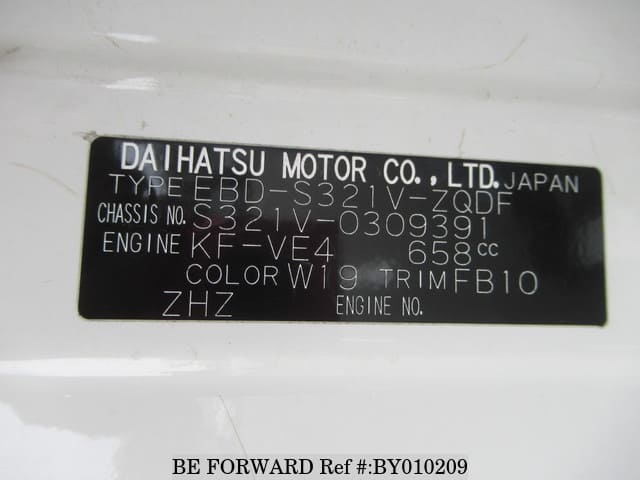 DAIHATSU MOTOR CO., LTD. JAPAN
TYPE EBD-S321V-ZQDF
CHASSIS NO. S321V-0309391
ENGINE KF-VE4 658cc
COLOR W19 TRIM FB10
ZHZ ENGINE NO.
BE FORWARD Ref #:BY010209